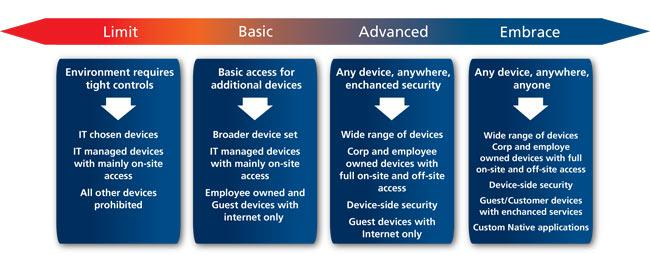 Limit
Basic
Advanced
Embrace
Environment requires
tight controls
IT chosen devices
IT managed devices
with mainly on-site
access
All other devices
prohibited
Basic access for
additional devices
Broader device set
IT managed devices
with mainly on-site
access
Employee owned and
Guest devices with
internet only
Any device, anywhere,
enchanced security
Wide range of devices
Corp and employee
owned devices with
full on-site and off-site
access
Device-side security
Guest devices with
Internet only
Any device, anywhere,
anyone
Wide range of devices
Corp and employe
owned devices with full
on-site and off-site access
Device-side security
Guest/Customer devices
with enhanced services
Custom Native applications